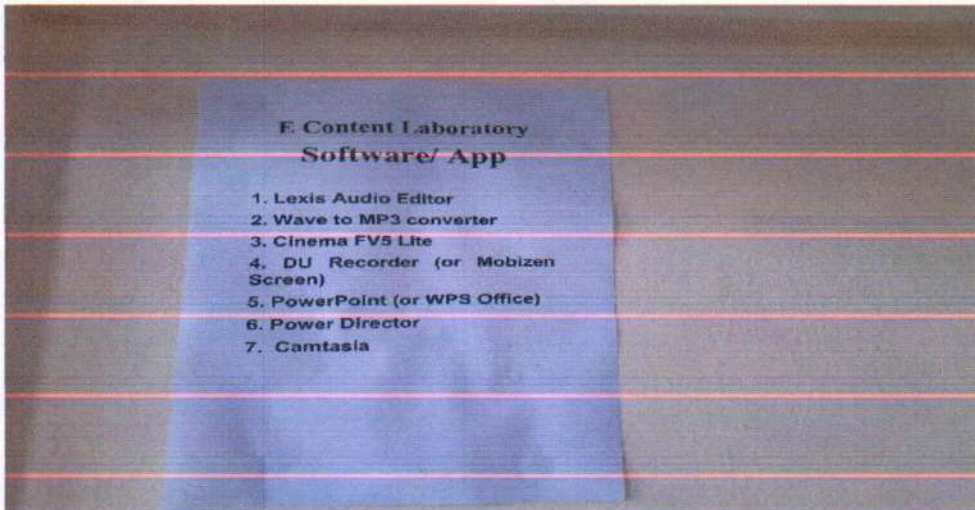 E Content Laboratory
Software/ App
1. Lexis Audio Editor
2. Wave to MP3 converter
3. Cinema FV5 Lite
4. DU Recorder (or Mobizen
Screen)
5. PowerPoint (or WPS Office)
6. Power Director
7. Camtasia